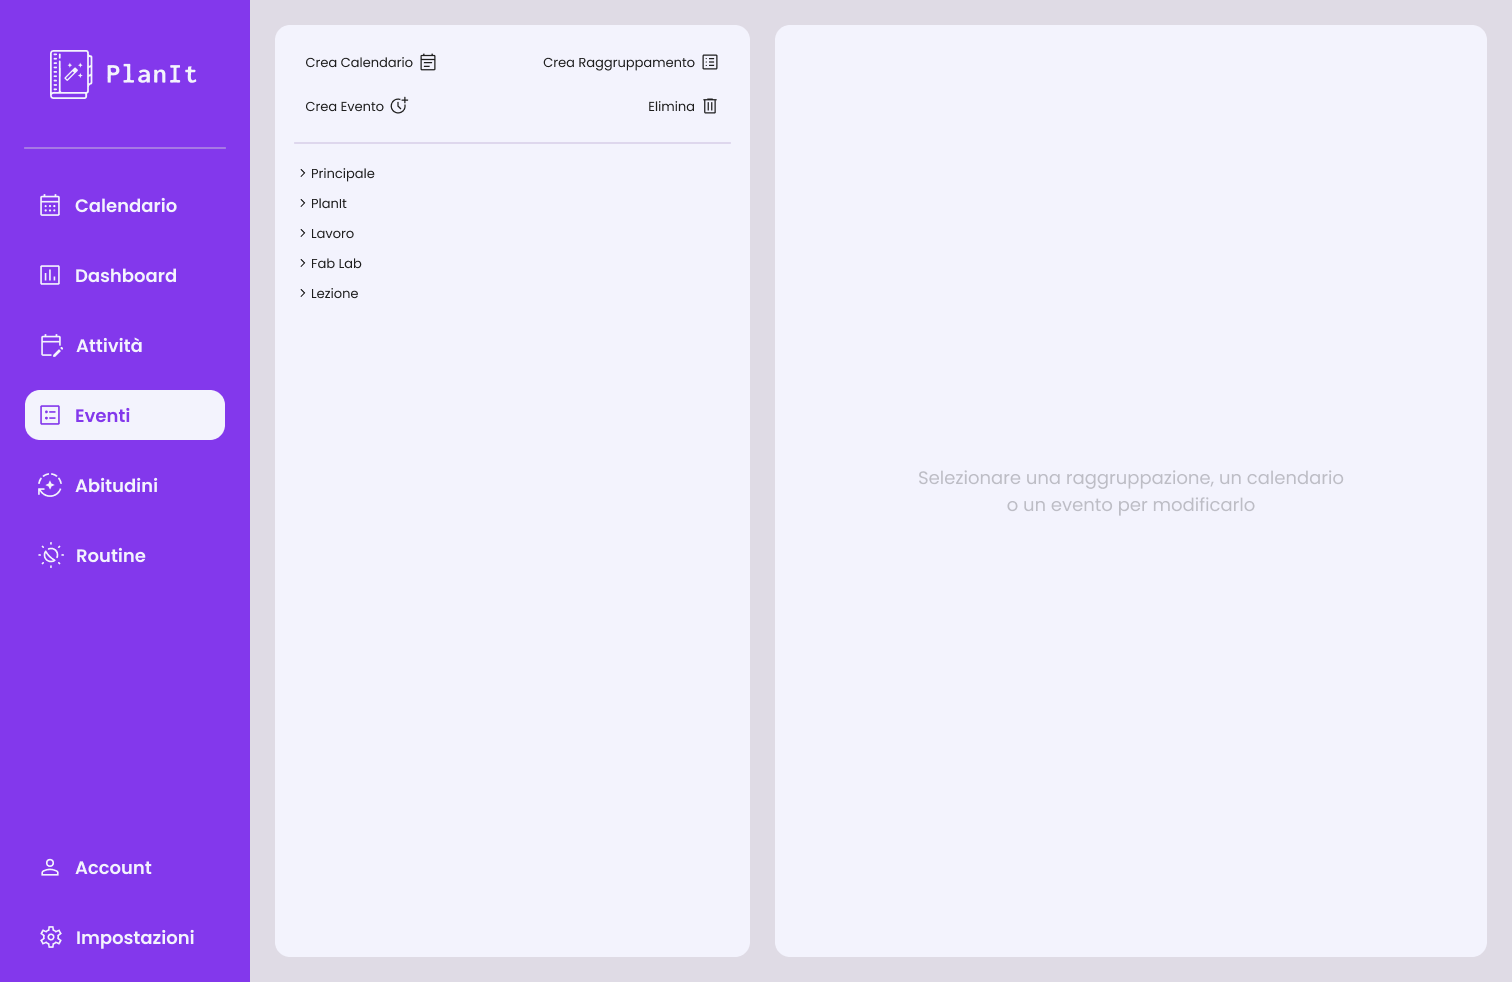 PlanIt
Calendario
Dashboard
Attività
Eventi
Abitudini
Routine
Account
Impostazioni
Crea Calendario
Crea Raggruppamento
Crea Evento
Elimina
Principale
PlanIt
Lavoro
Fab Lab
Lezione
Selezionare una raggruppazione, un calendario
o un evento per modificarlo